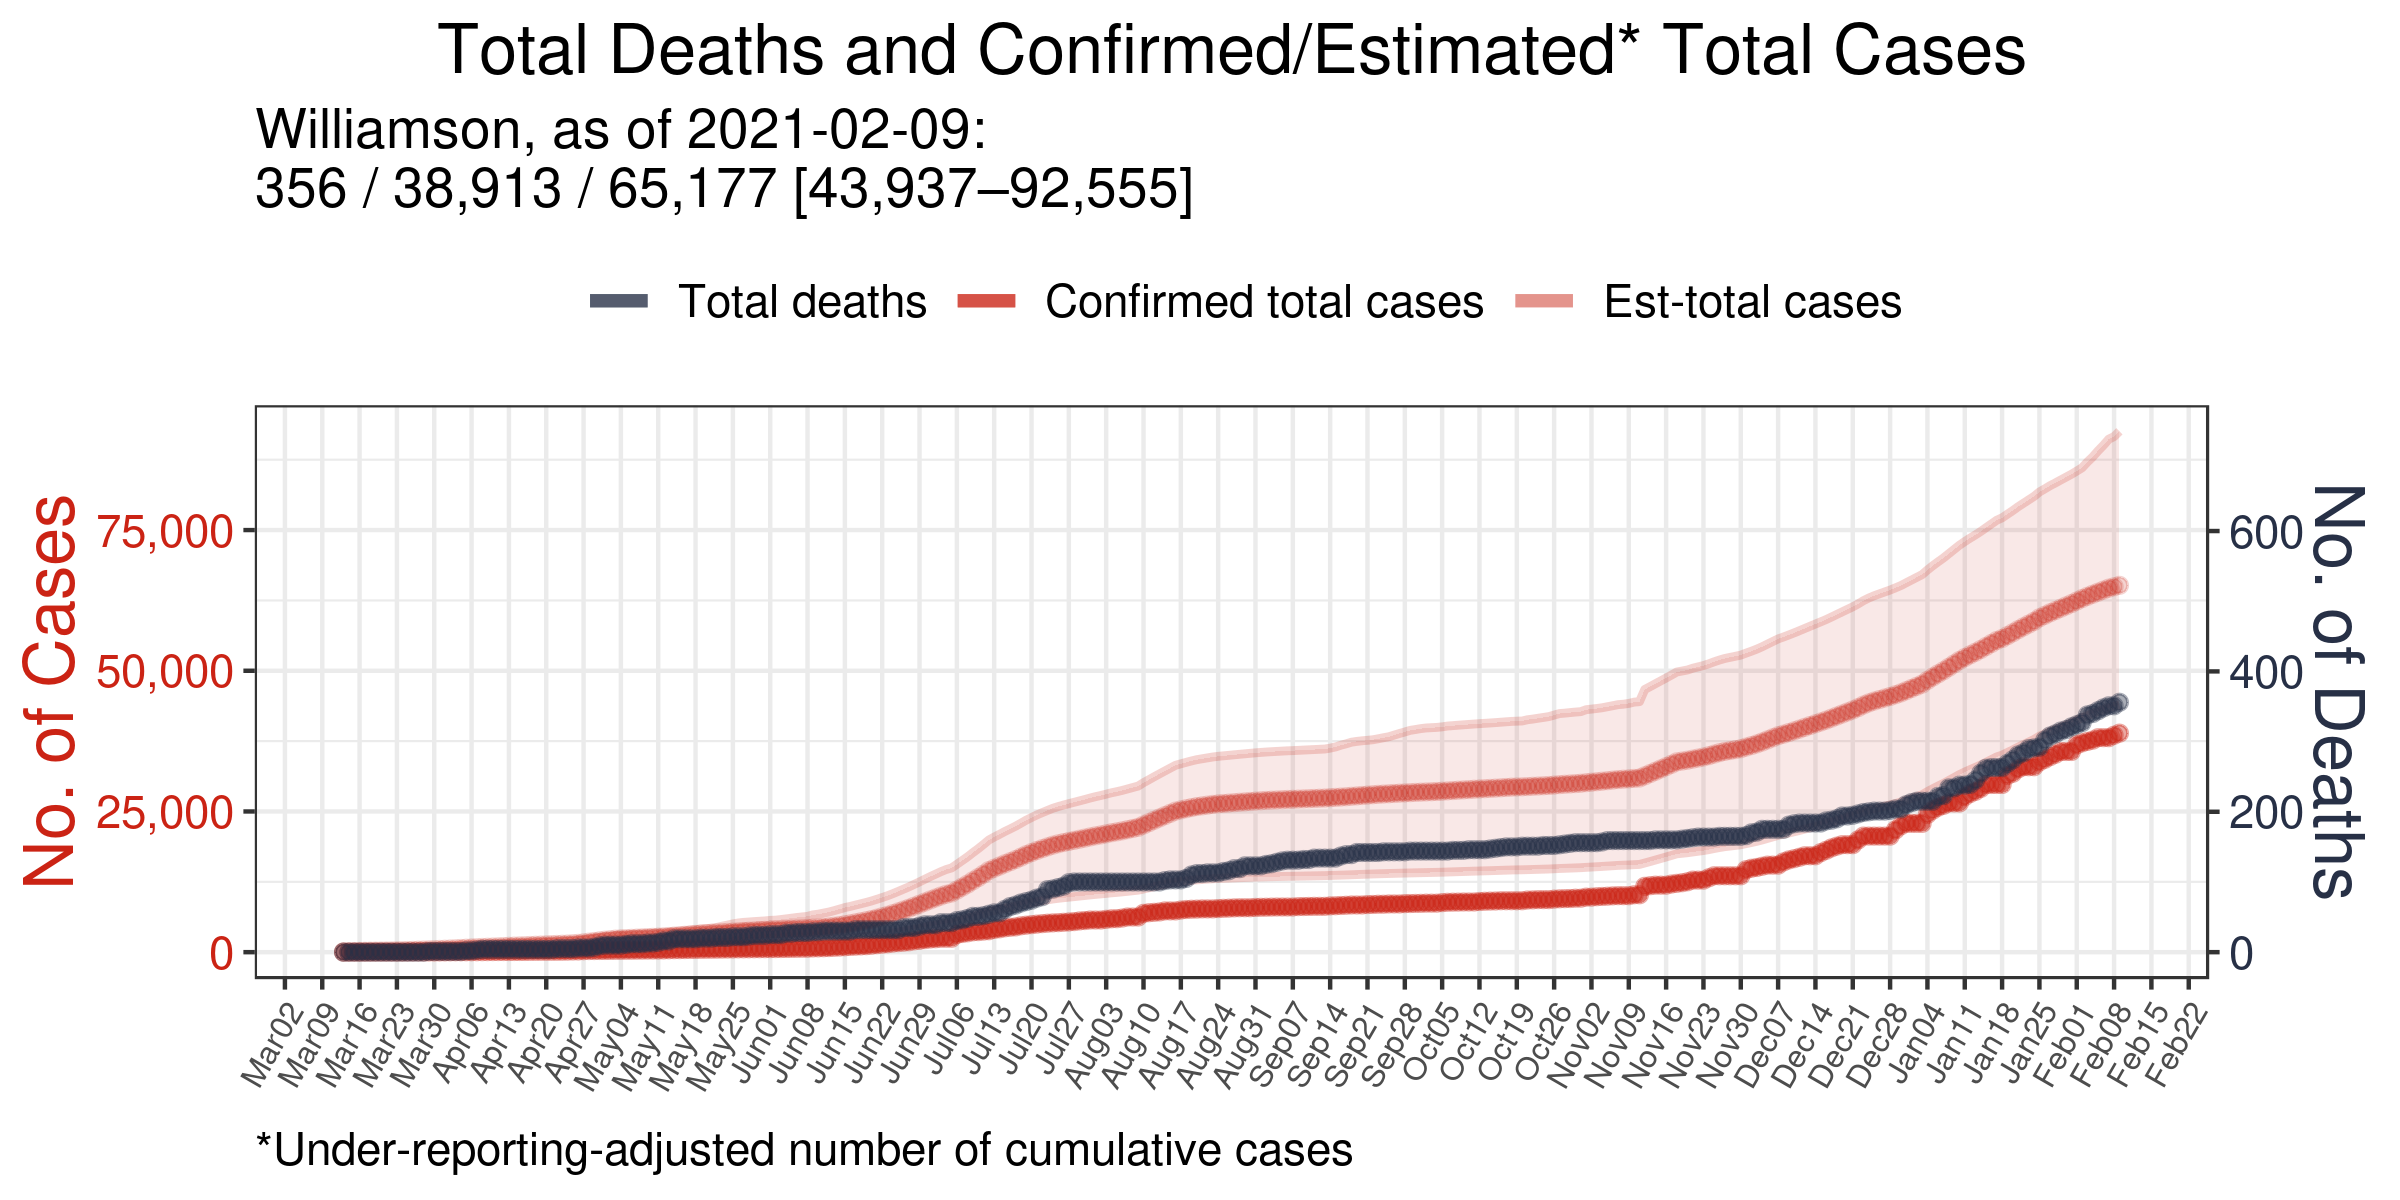 Total Deaths and Confirmed/Estimated* Total Cases
Williamson, as of 2021-02-09:
356 / 38,913 / 65,177 [43,937–92,555]
Total deaths
Confirmed total cases
Est-total cases
No. of Cases
75,000
50,000
25,000
0
600
400
200
0
No. of Deaths
Mar02
Mar09
Mar16
Mar23
Mar30
Apr06
Apr13
Apr20
Apr27
May04
May11
May18
May25
Jun01
Jun08
Jun15
Jun22
Jun29
Jul06
Jul13
Jul20
Jul27
Aug03
Aug10
Aug17
Aug24
Aug31
Sep07
Sep14
Sep21
Sep28
Oct05
Oct12
Oct19
Oct26
Nov02
Nov09
Nov16
Nov23
Nov30
Dec07
Dec14
Dec21
Dec28
Jan04
Jan11
Jan18
Jan25
Feb01
Feb08
Feb15
Feb22
*Under-reporting-adjusted number of cumulative cases